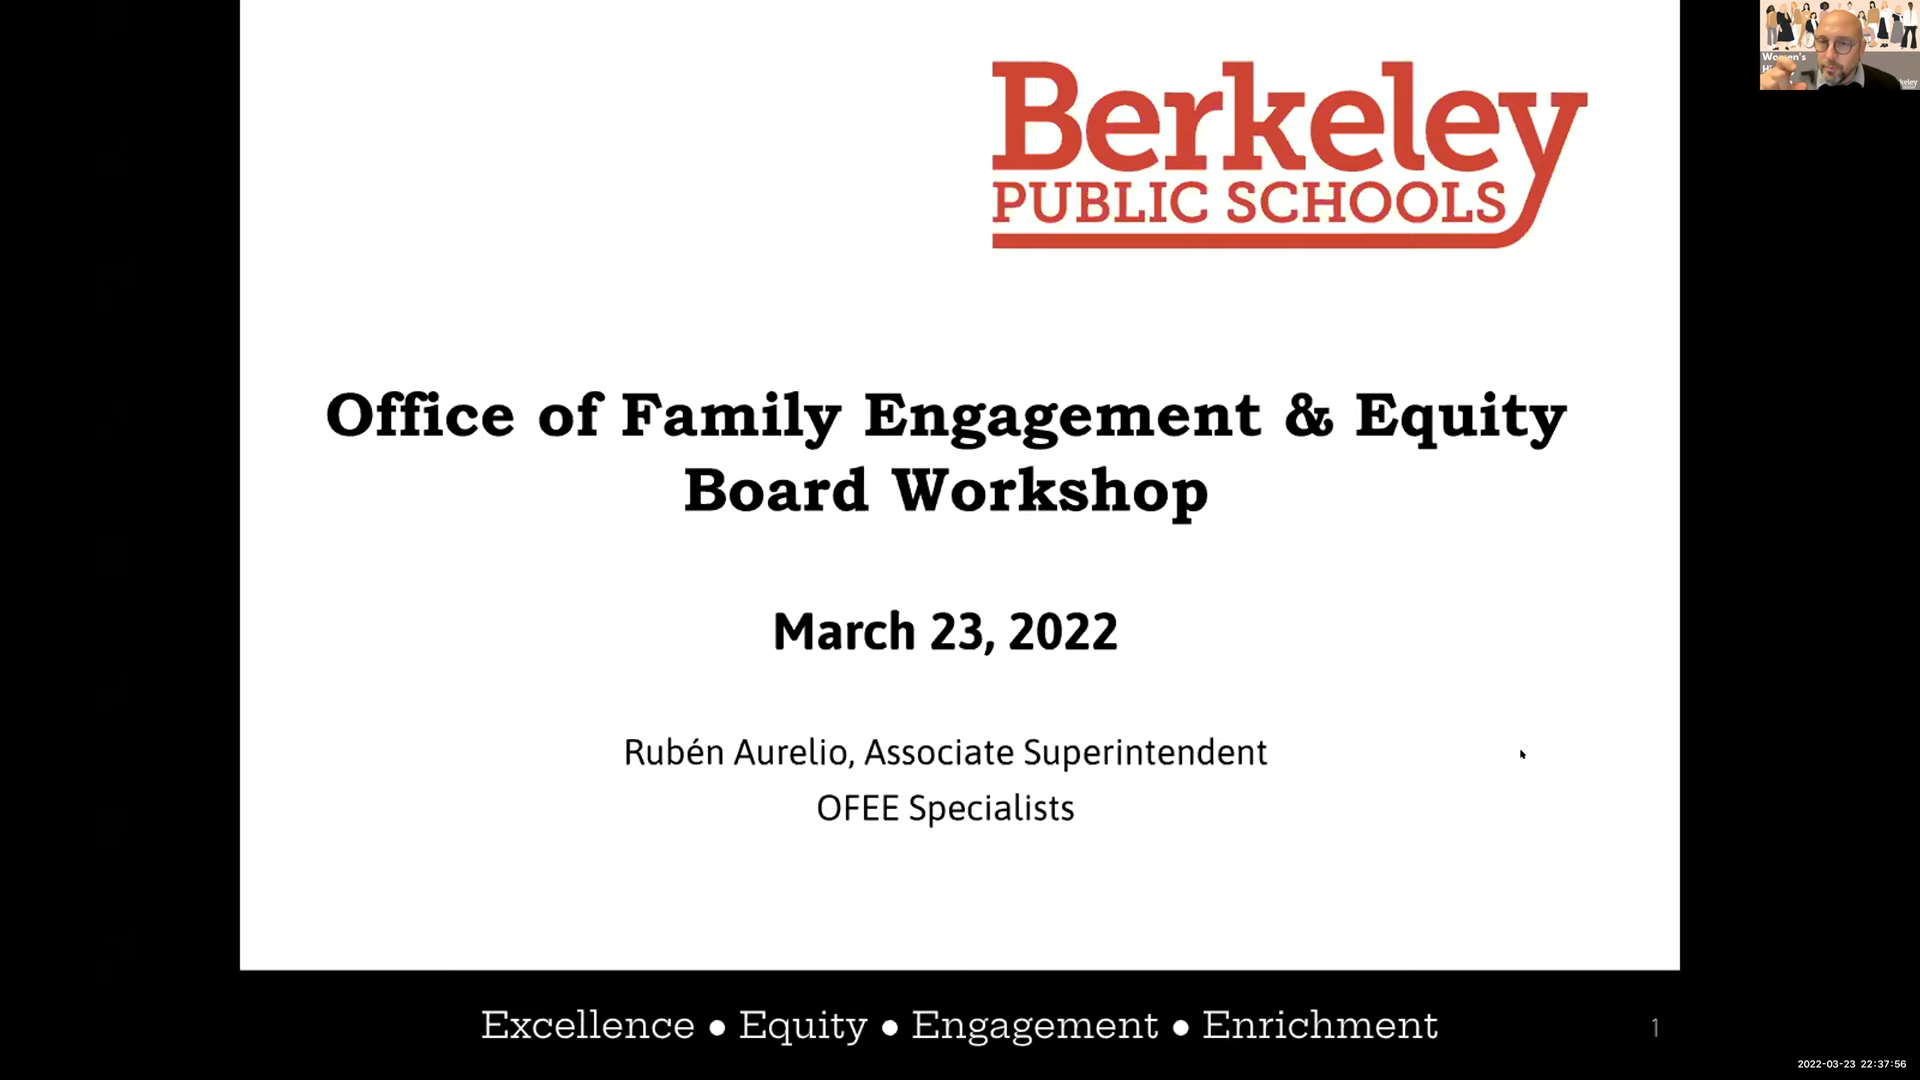 Berkeley
PUBLIC SCHOOLS
Office of Family Engagement & Equity
Board Workshop
March 23, 2022
Rubén Aurelio, Associate Superintendent
OFEE Specialists
Excellence ● Equity ● Engagement ● Enrichment
1
2022-03-23 22:37:56